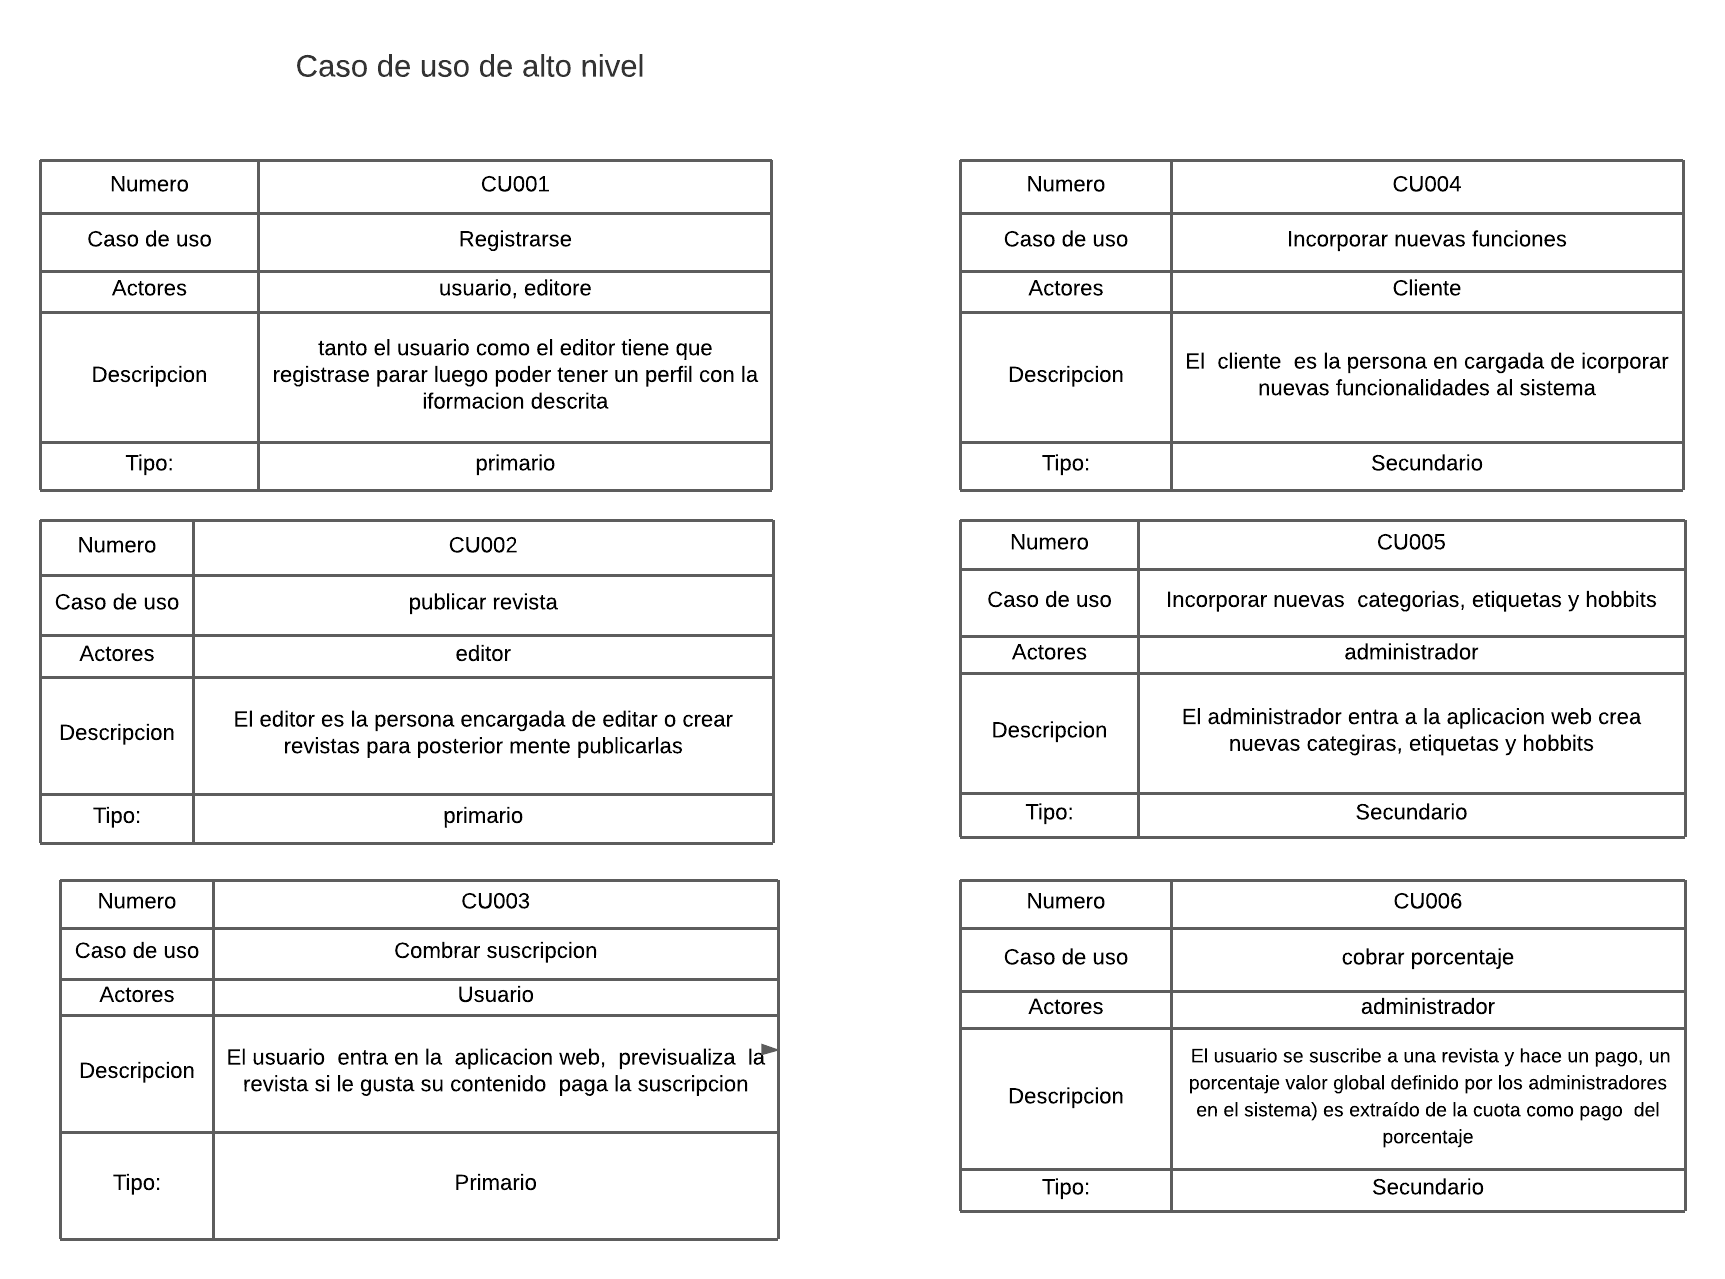 Caso de uso de alto nivel
Numero
CU001
Caso de uso
Registrarse
Actores
usuario, editore
Descripcion
tanto el usuario como el editor tiene que
registrase parar luego poder tener un perfil con la
iformacion descrita
Tipo:
primario
Numero
CU002
Caso de uso
publicar revista
Actores
editor
Descripcion
El editor es la persona encargada de editar o crear
revistas para posterior mente publicarlas
Tipo:
primario
Numero
CU003
Caso de uso
Combrar suscripcion
Actores
Usuario
Descripcion
El usuario  entra en la  aplicacion web,  previsualiza  la
revista si le gusta su contenido  paga la suscripcion
Tipo:
Primario
Numero
CU004
Caso de uso
Incorporar nuevas funciones
Actores
Cliente
Descripcion
El  cliente  es la persona en cargada de icorporar
nuevas funcionalidades al sistema
Tipo:
Secundario
Numero
CU005
Caso de uso
Incorporar nuevas  categorias, etiquetas y hobbits
Actores
administrador
Descripcion
El administrador entra a la aplicacion web crea
nuevas categiras, etiquetas y hobbits
Tipo:
Secundario
Numero
CU006
Caso de uso
cobrar porcentaje
Actores
administrador
Descripcion
El usuario se suscribe a una revista y hace un pago, un
porcentaje valor global definido por los administradores
en el sistema) es extraído de la cuota como pago  del
porcentaje
Tipo:
Secundario